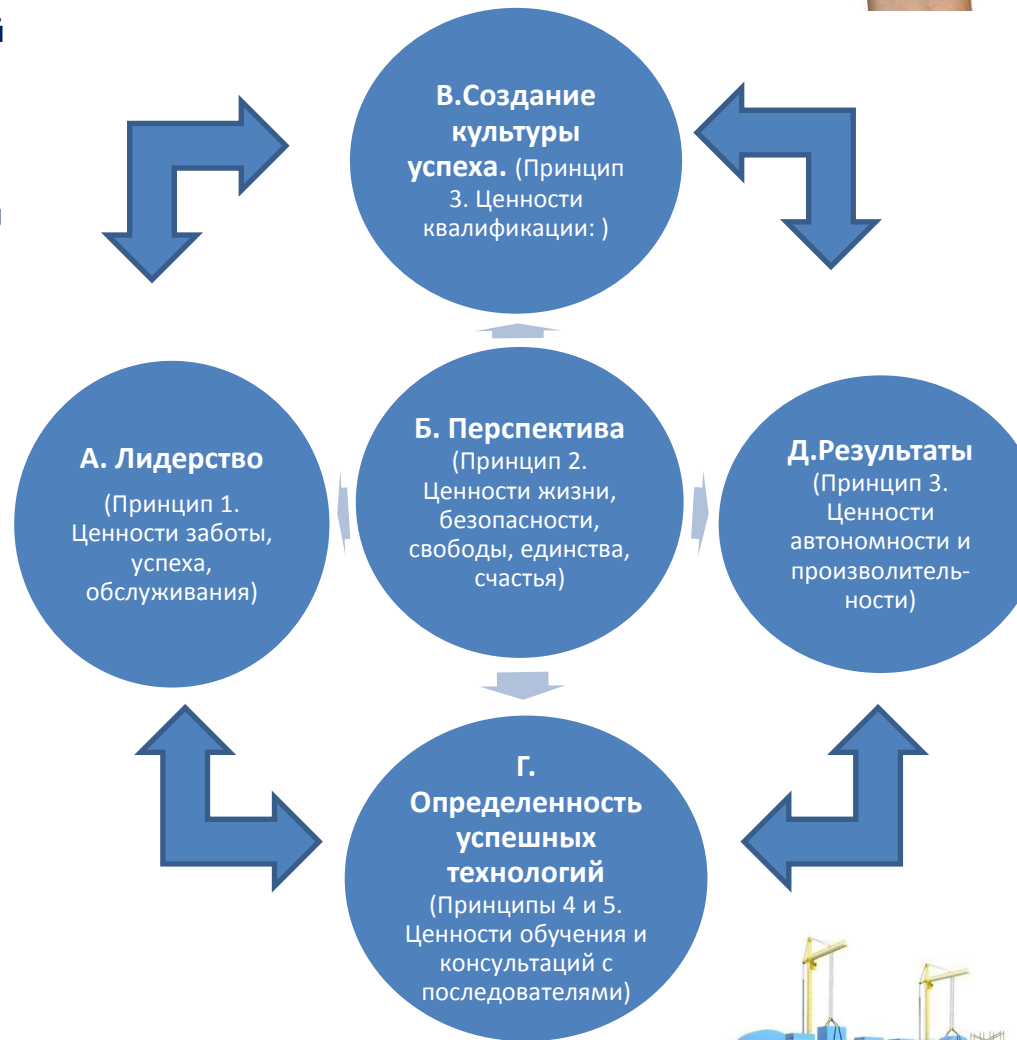 й
В.Создание
культуры
успеха. (Принцип
3. Ценности
квалификации: )
А. Лидерство
(Принцип 1.
Ценности заботы,
успеха,
обслуживания)
Б. Перспектива
(Принцип 2.
Ценности жизни,
безопасности,
свободы, единства,
счастья)
Д.Результаты
(Принцип 3.
Ценности
автономности и
произволитель-
ности)
Г.
Определенность
успешных
технологий
(Принципы 4 и 5.
Ценности обучения и
консультаций с
последователями)